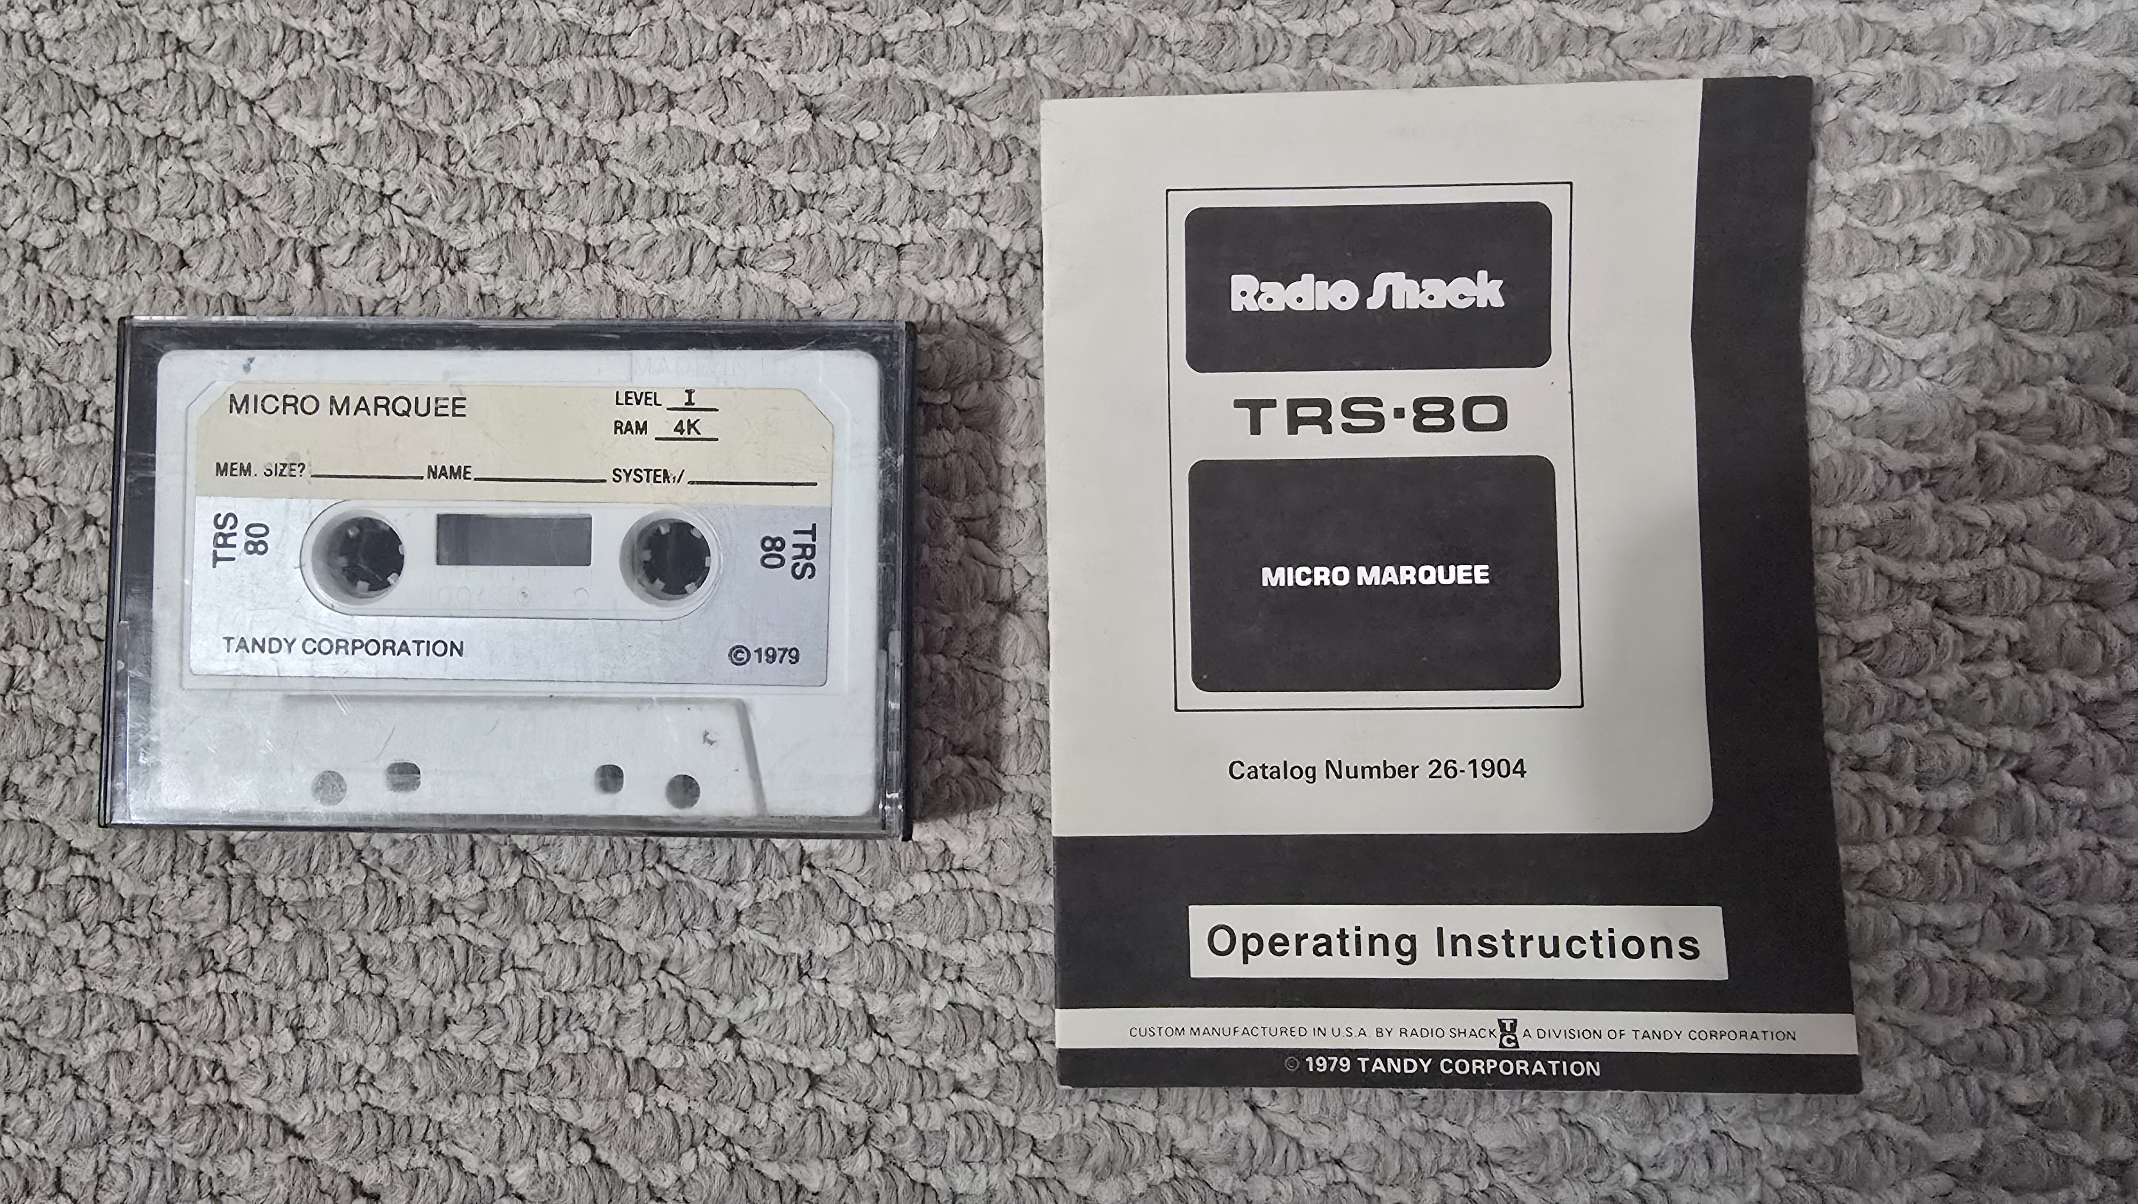 MICRO MARQUEE
LEVEL I
RAM 4K
MEM. SIZE? NAME SYSTEM/
TRS
80
TRS
80
TANDY CORPORATION
©1979
Radio Shack
TRS-80
MICRO MARQUEE
Catalog Number 26-1904
Operating Instructions
CUSTOM MANUFACTURED IN U.S.A. BY RADIO SHACK TC A DIVISION OF TANDY CORPORATION
© 1979 TANDY CORPORATION